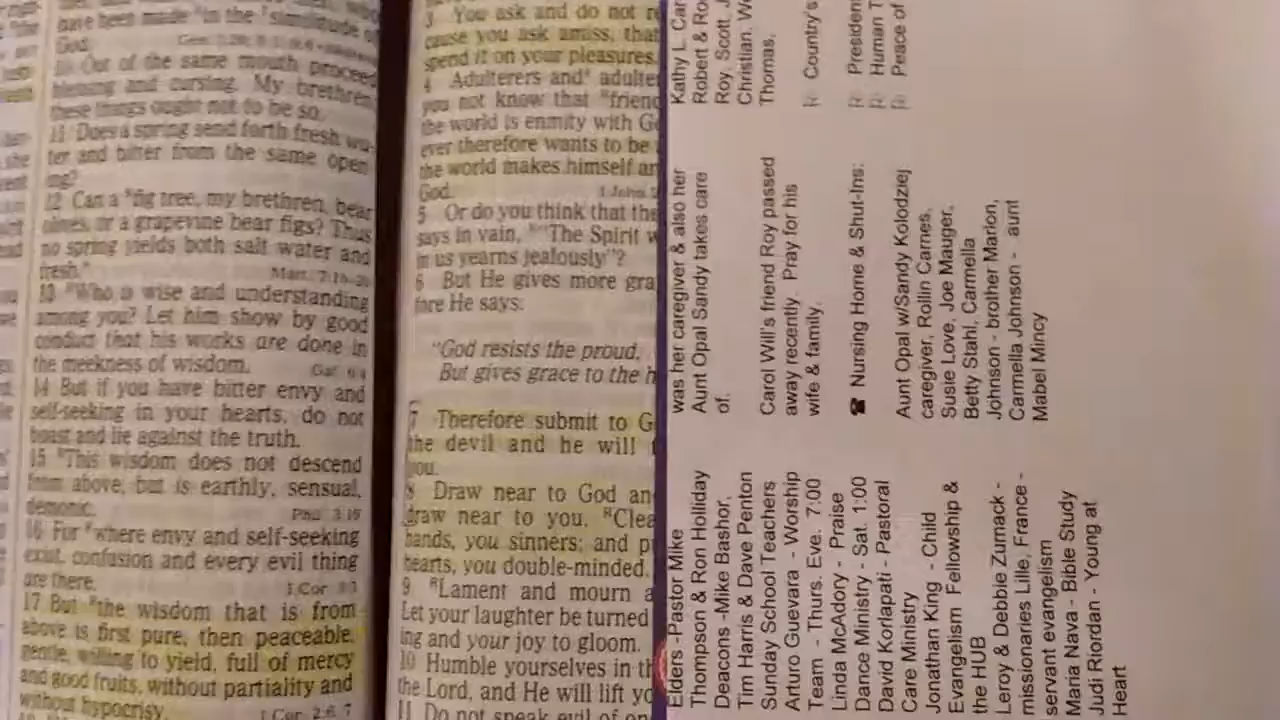 have been made in the similitude of
God.
10 Out of the same mouth proceed
blessing and cursing. My brethren,
these things ought not to be so.
11 Does a spring send forth fresh wa-
ter and bitter from the same open-
ing?
12 Can a fig tree, my brethren, bear
olives, or a grapevine bear figs? Thus
no spring yields both salt water and
fresh. Matt. 7:16-20
13 Who is wise and understanding
among you? Let him show by good
conduct that his works are done in
the meekness of wisdom.
14 But if you have bitter envy and
self-seeking in your hearts, do not
boast and lie against the truth.
15 This wisdom does not descend
from above, but is earthly, sensual,
demonic. Phil. 3:19
16 For where envy and self-seeking
exist, confusion and every evil thing
are there. 1 Cor. 3:3
17 But the wisdom that is from
above is first pure, then peaceable,
gentle, willing to yield, full of mercy
and good fruits, without partiality and
without hypocrisy. 1 Cor. 2:6, 7
3 You ask and do not
cause you ask amiss, that
spend it on your pleasures.
4 Adulterers and
you not know that
the world is enmity with
ever therefore wants to be
the world makes himself an
God. 1 John
5 Or do you think that the
says in vain, "The Spirit
in us yearns jealously"?
6 But He gives more
fore He says:
"God resists the proud,
But gives grace to the
7 Therefore submit to
the devil and he will
you.
8 Draw near to God
draw near to you.
hands, you sinners; and
hearts, you double-minded.
9 Lament and mourn
Let your laughter be turned
ing and your joy to gloom.
10 Humble yourselves in
the Lord, and He will lift
11 Do not speak evil of
Elders -Pastor Mike
Thompson & Ron Holliday
Deacons -Mike Bashor,
Tim Harris & Dave Penton
Sunday School Teachers
Arturo Guevara - Worship
Team - Thurs. Eve. 7:00
Linda McAdory - Praise
Dance Ministry - Sat. 1:00
David Korlapati - Pastoral
Care Ministry
Jonathan King - Child
Evangelism Fellowship &
the HUB
Leroy & Debbie Zumack -
missionaries Lille, France -
servant evangelism
Maria Nava - Bible Study
Judi Riordan - Young at
Heart
was her caregiver & also her
Aunt Opal Sandy takes care
of.
Carol Will's friend Roy passed
away recently. Pray for his
wife & family.
☎ Nursing Home & Shut-Ins:
Aunt Opal w/Sandy Kolodziej
caregiver, Rollin Carnes,
Susie Love, Joe Mauger,
Betty Stahl, Carmella
Johnson - brother Marlon,
Carmella Johnson - aunt
Mabel Mincy
Kathy L.
Robert &
Roy, Scott,
Christian.
Thomas,
Country's
Human
Peace of